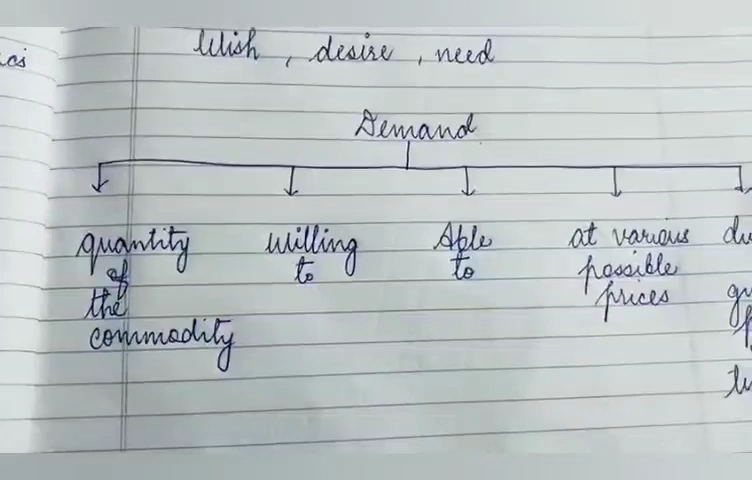 Wish, desire, need
Demand
quantity
of
the
commodity
willing
to
Able
to
at various
possible
prices